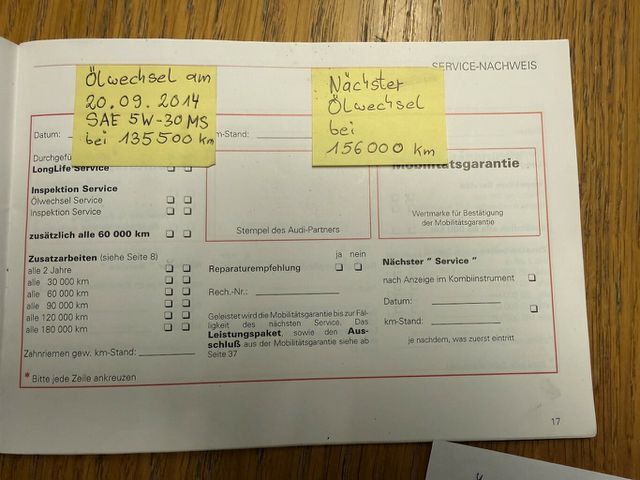 SERVICE-NACHWEIS
Ölwechsel am
20.09.2014
SAE 5W-30 MS
bei 135500 km
Nächster
Ölwechsel
bei
156000 km
Datum:
m-Stand:
Durchgefü
LongLife Service
Inspektion Service
Ölwechsel Service
Inspektion Service
zusätzlich alle 60 000 km
Zusatzarbeiten (siehe Seite 8)
alle 2 Jahre
alle 30 000 km
alle 60 000 km
alle 90 000 km
alle 120 000 km
alle 180 000 km
Zahnriemen gew. km-Stand:
* Bitte jede Zeile ankreuzen
Stempel des Audi-Partners
ja nein
Reparaturempfehlung
Rech.-Nr.:
Geleistet wird die Mobilitätsgarantie bis zur Fäl-
ligkeit des nächsten Service. Das
Leistungspaket, sowie den Aus-
schluß aus der Mobilitätsgarantie siehe ab
Seite 37
Mobilitätsgarantie
Wertmarke für Bestätigung
der Mobilitätsgarantie
Nächster " Service "
nach Anzeige im Kombiinstrument
Datum:
km-Stand:
je nachdem, was zuerst eintritt
17